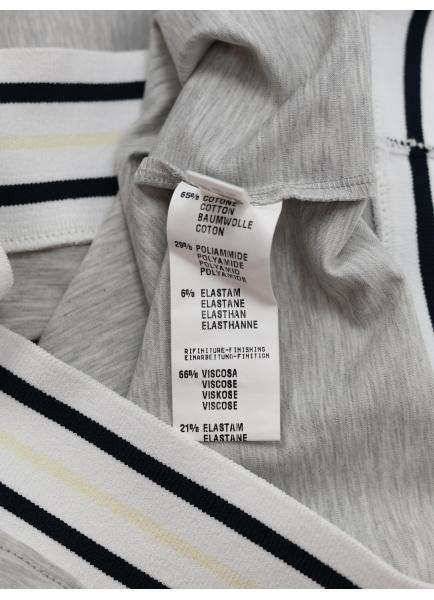 65% COTONE
COTTON
BAUMWOLLE
COTON
29% POLIAMMIDE
POLYAMIDE
POLYAMID
POLYAMIDE
6% ELASTAM
ELASTANE
ELASTHAN
ELASTHANNE
RIFINITURE-FINISHING
EINARBEITUNG-FINITION
66% VISCOSA
VISCOSE
VISKOSE
VISCOSE
21% ELASTAM
ELASTANE